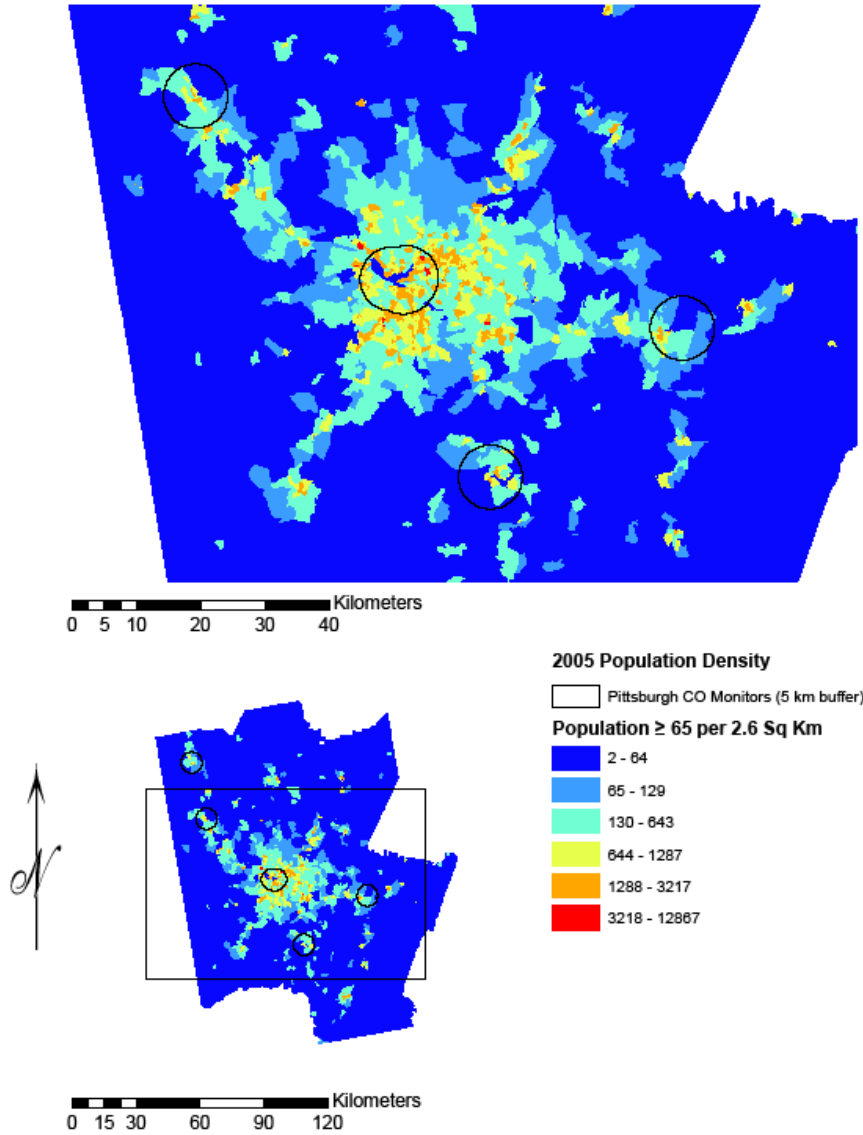 Kilometers
0 5 10 20 30 40
2005 Population Density
Pittsburgh CO Monitors (5 km buffer)
Population ≥ 65 per 2.6 Sq Km
2 - 64
65 - 129
130 - 643
644 - 1287
1288 - 3217
3218 - 12867
N
Kilometers
0 15 30 60 90 120